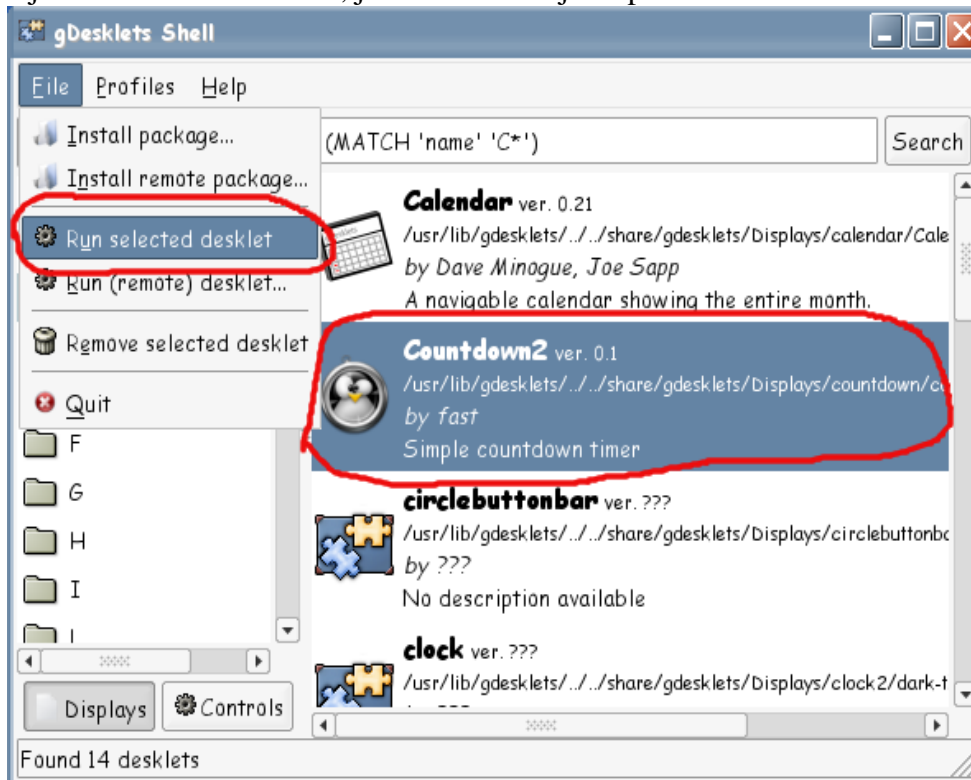 gDesklets Shell
File Profiles Help
Install package...
Install remote package...
Run selected desklet
Run (remote) desklet...
Remove selected desklet
Quit
F
G
H
I
Displays
Controls
(MATCH 'name' 'C*')
Search
Calendar ver. 0.21
/usr/lib/gdesklets/../../share/gdesklets/Displays/calendar/Cale
by Dave Minogue, Joe Sapp
A navigable calendar showing the entire month.
Countdown2 ver. 0.1
/usr/lib/gdesklets/../../share/gdesklets/Displays/countdown/co
by fast
Simple countdown timer
circlebuttonbar ver. ???
/usr/lib/gdesklets/../../share/gdesklets/Displays/circlebuttonbo
by ???
No description available
clock ver. ???
/usr/lib/gdesklets/../../share/gdesklets/Displays/clock2/dark-t
Found 14 desklets